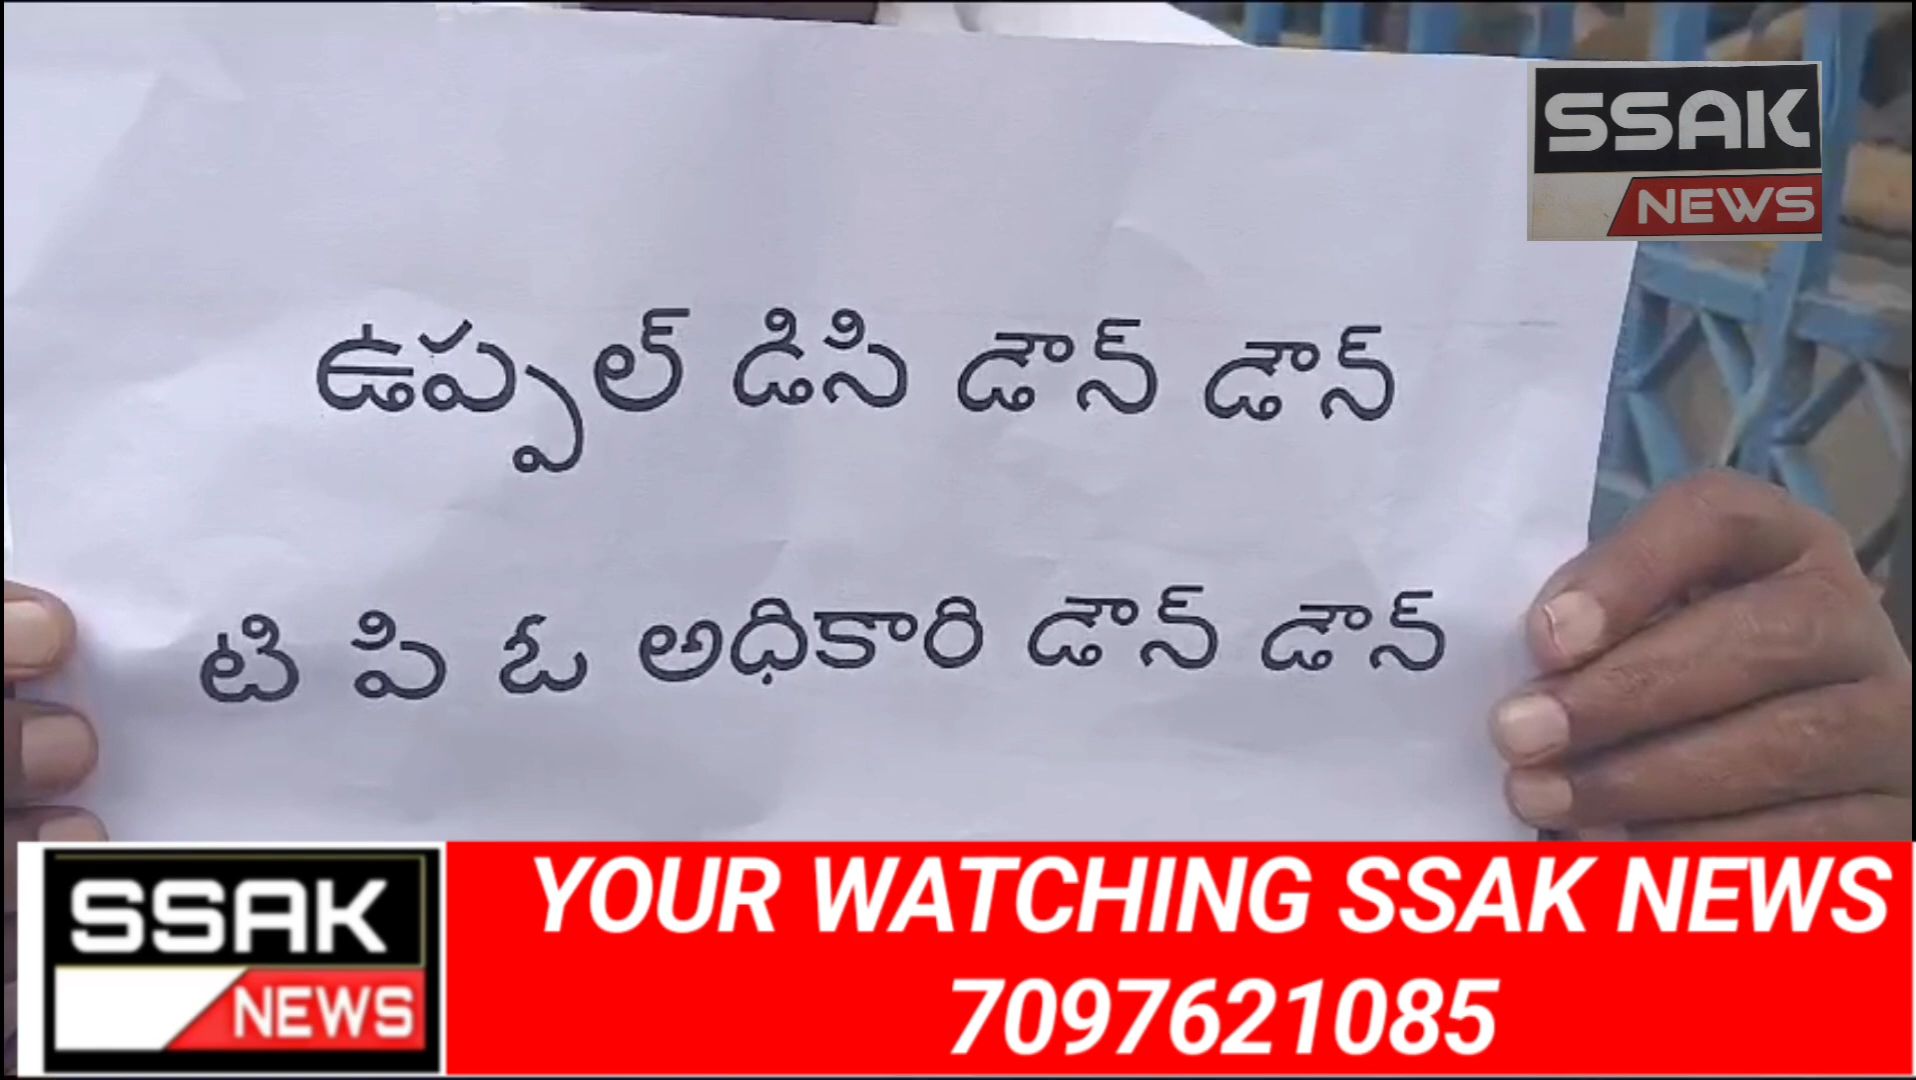 SSAK
NEWS
ఉప్పల్ డిసి డౌన్ డౌన్
టి పి ఓ అధికారి డౌన్ డౌన్
SSAK
NEWS
YOUR WATCHING SSAK NEWS
7097621085